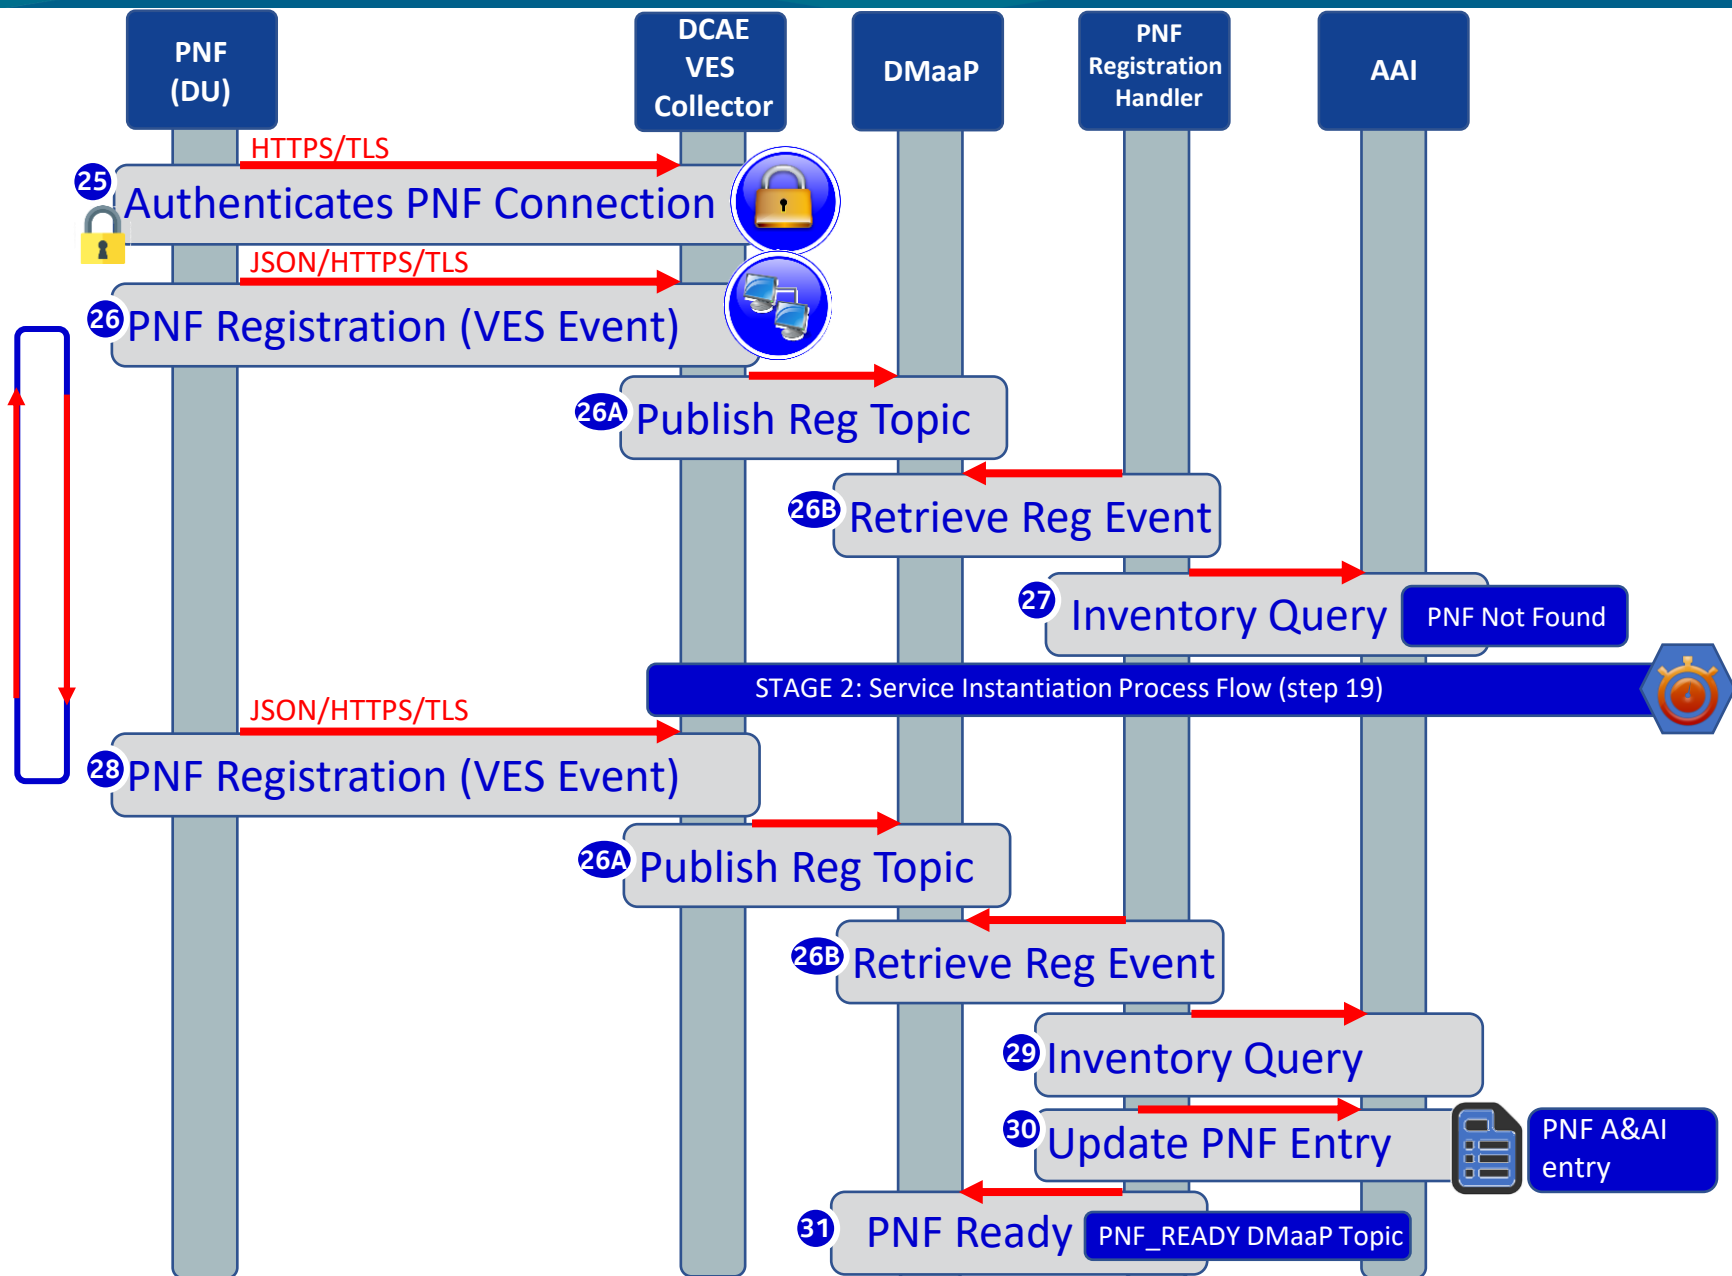 PNF
(DU)
DCAE
VES
Collector
DMaaP
PNF
Registration
Handler
AAI
HTTPS/TLS
25
Authenticates PNF Connection
JSON/HTTPS/TLS
26
PNF Registration (VES Event)
26A
Publish Reg Topic
26B
Retrieve Reg Event
27
Inventory Query
PNF Not Found
STAGE 2: Service Instantiation Process Flow (step 19)
JSON/HTTPS/TLS
28
PNF Registration (VES Event)
26A
Publish Reg Topic
26B
Retrieve Reg Event
29
Inventory Query
30
Update PNF Entry
PNF A&AI
entry
31
PNF Ready
PNF_READY DMaaP Topic